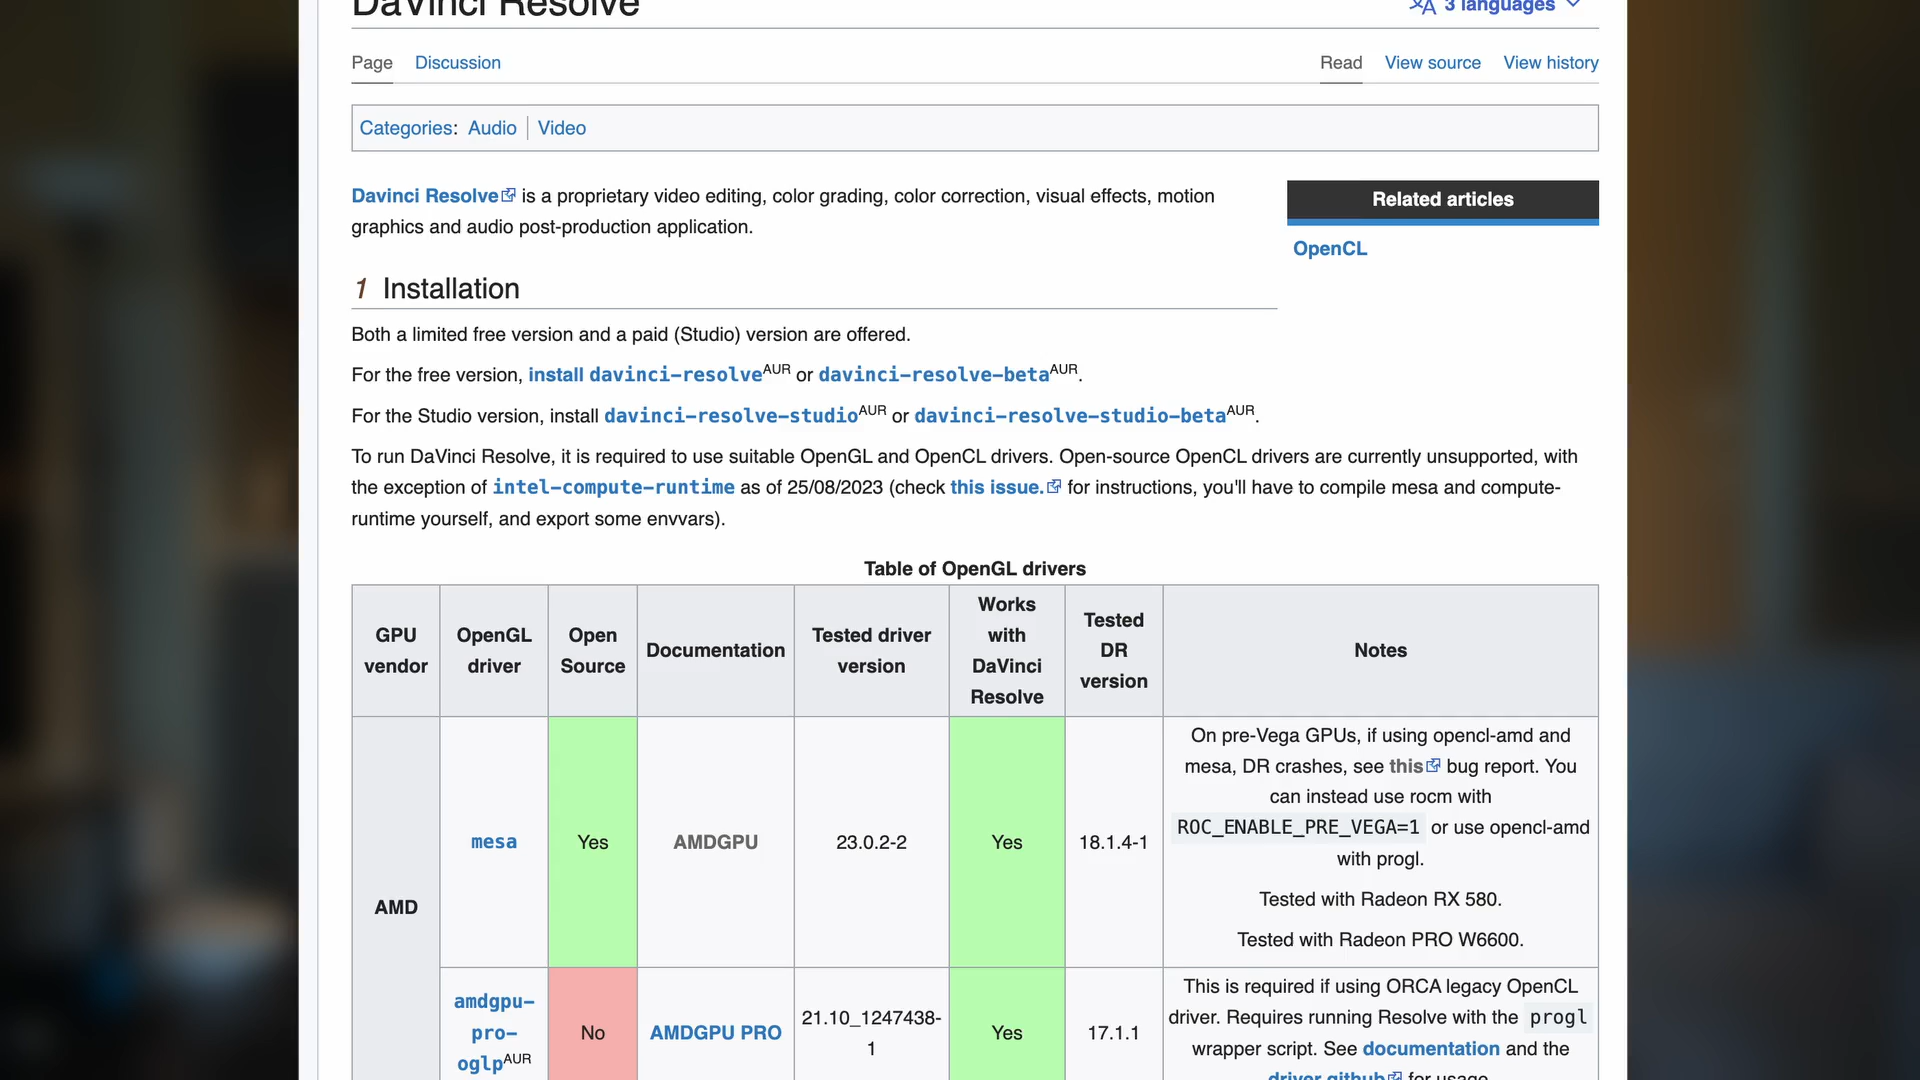 DaVinci Resolve
3 languages
Page Discussion Read View source View history
Categories: Audio Video
Davinci Resolve is a proprietary video editing, color grading, color correction, visual effects, motion
graphics and audio post-production application.
Related articles
OpenCL
1 Installation
Both a limited free version and a paid (Studio) version are offered.
For the free version, install davinci-resolveAUR or davinci-resolve-betaAUR.
For the Studio version, install davinci-resolve-studioAUR or davinci-resolve-studio-betaAUR.
To run DaVinci Resolve, it is required to use suitable OpenGL and OpenCL drivers. Open-source OpenCL drivers are currently unsupported, with
the exception of intel-compute-runtime as of 25/08/2023 (check this issue. for instructions, you'll have to compile mesa and compute-
runtime yourself, and export some envvars).
Table of OpenGL drivers
GPU
vendor
OpenGL
driver
Open
Source
Documentation
Tested driver
version
Works
with
DaVinci
Resolve
Tested
DR
version
Notes
AMD
mesa
Yes
AMDGPU
23.0.2-2
Yes
18.1.4-1
On pre-Vega GPUs, if using opencl-amd and
mesa, DR crashes, see this bug report. You
can instead use rocm with
ROC_ENABLE_PRE_VEGA=1 or use opencl-amd
with progl.
Tested with Radeon RX 580.
Tested with Radeon PRO W6600.
amdgpu-
pro-
oglpAUR
No
AMDGPU PRO
21.10_1247438-
1
Yes
17.1.1
This is required if using ORCA legacy OpenCL
driver. Requires running Resolve with the progl
wrapper script. See documentation and the
driver github for usage